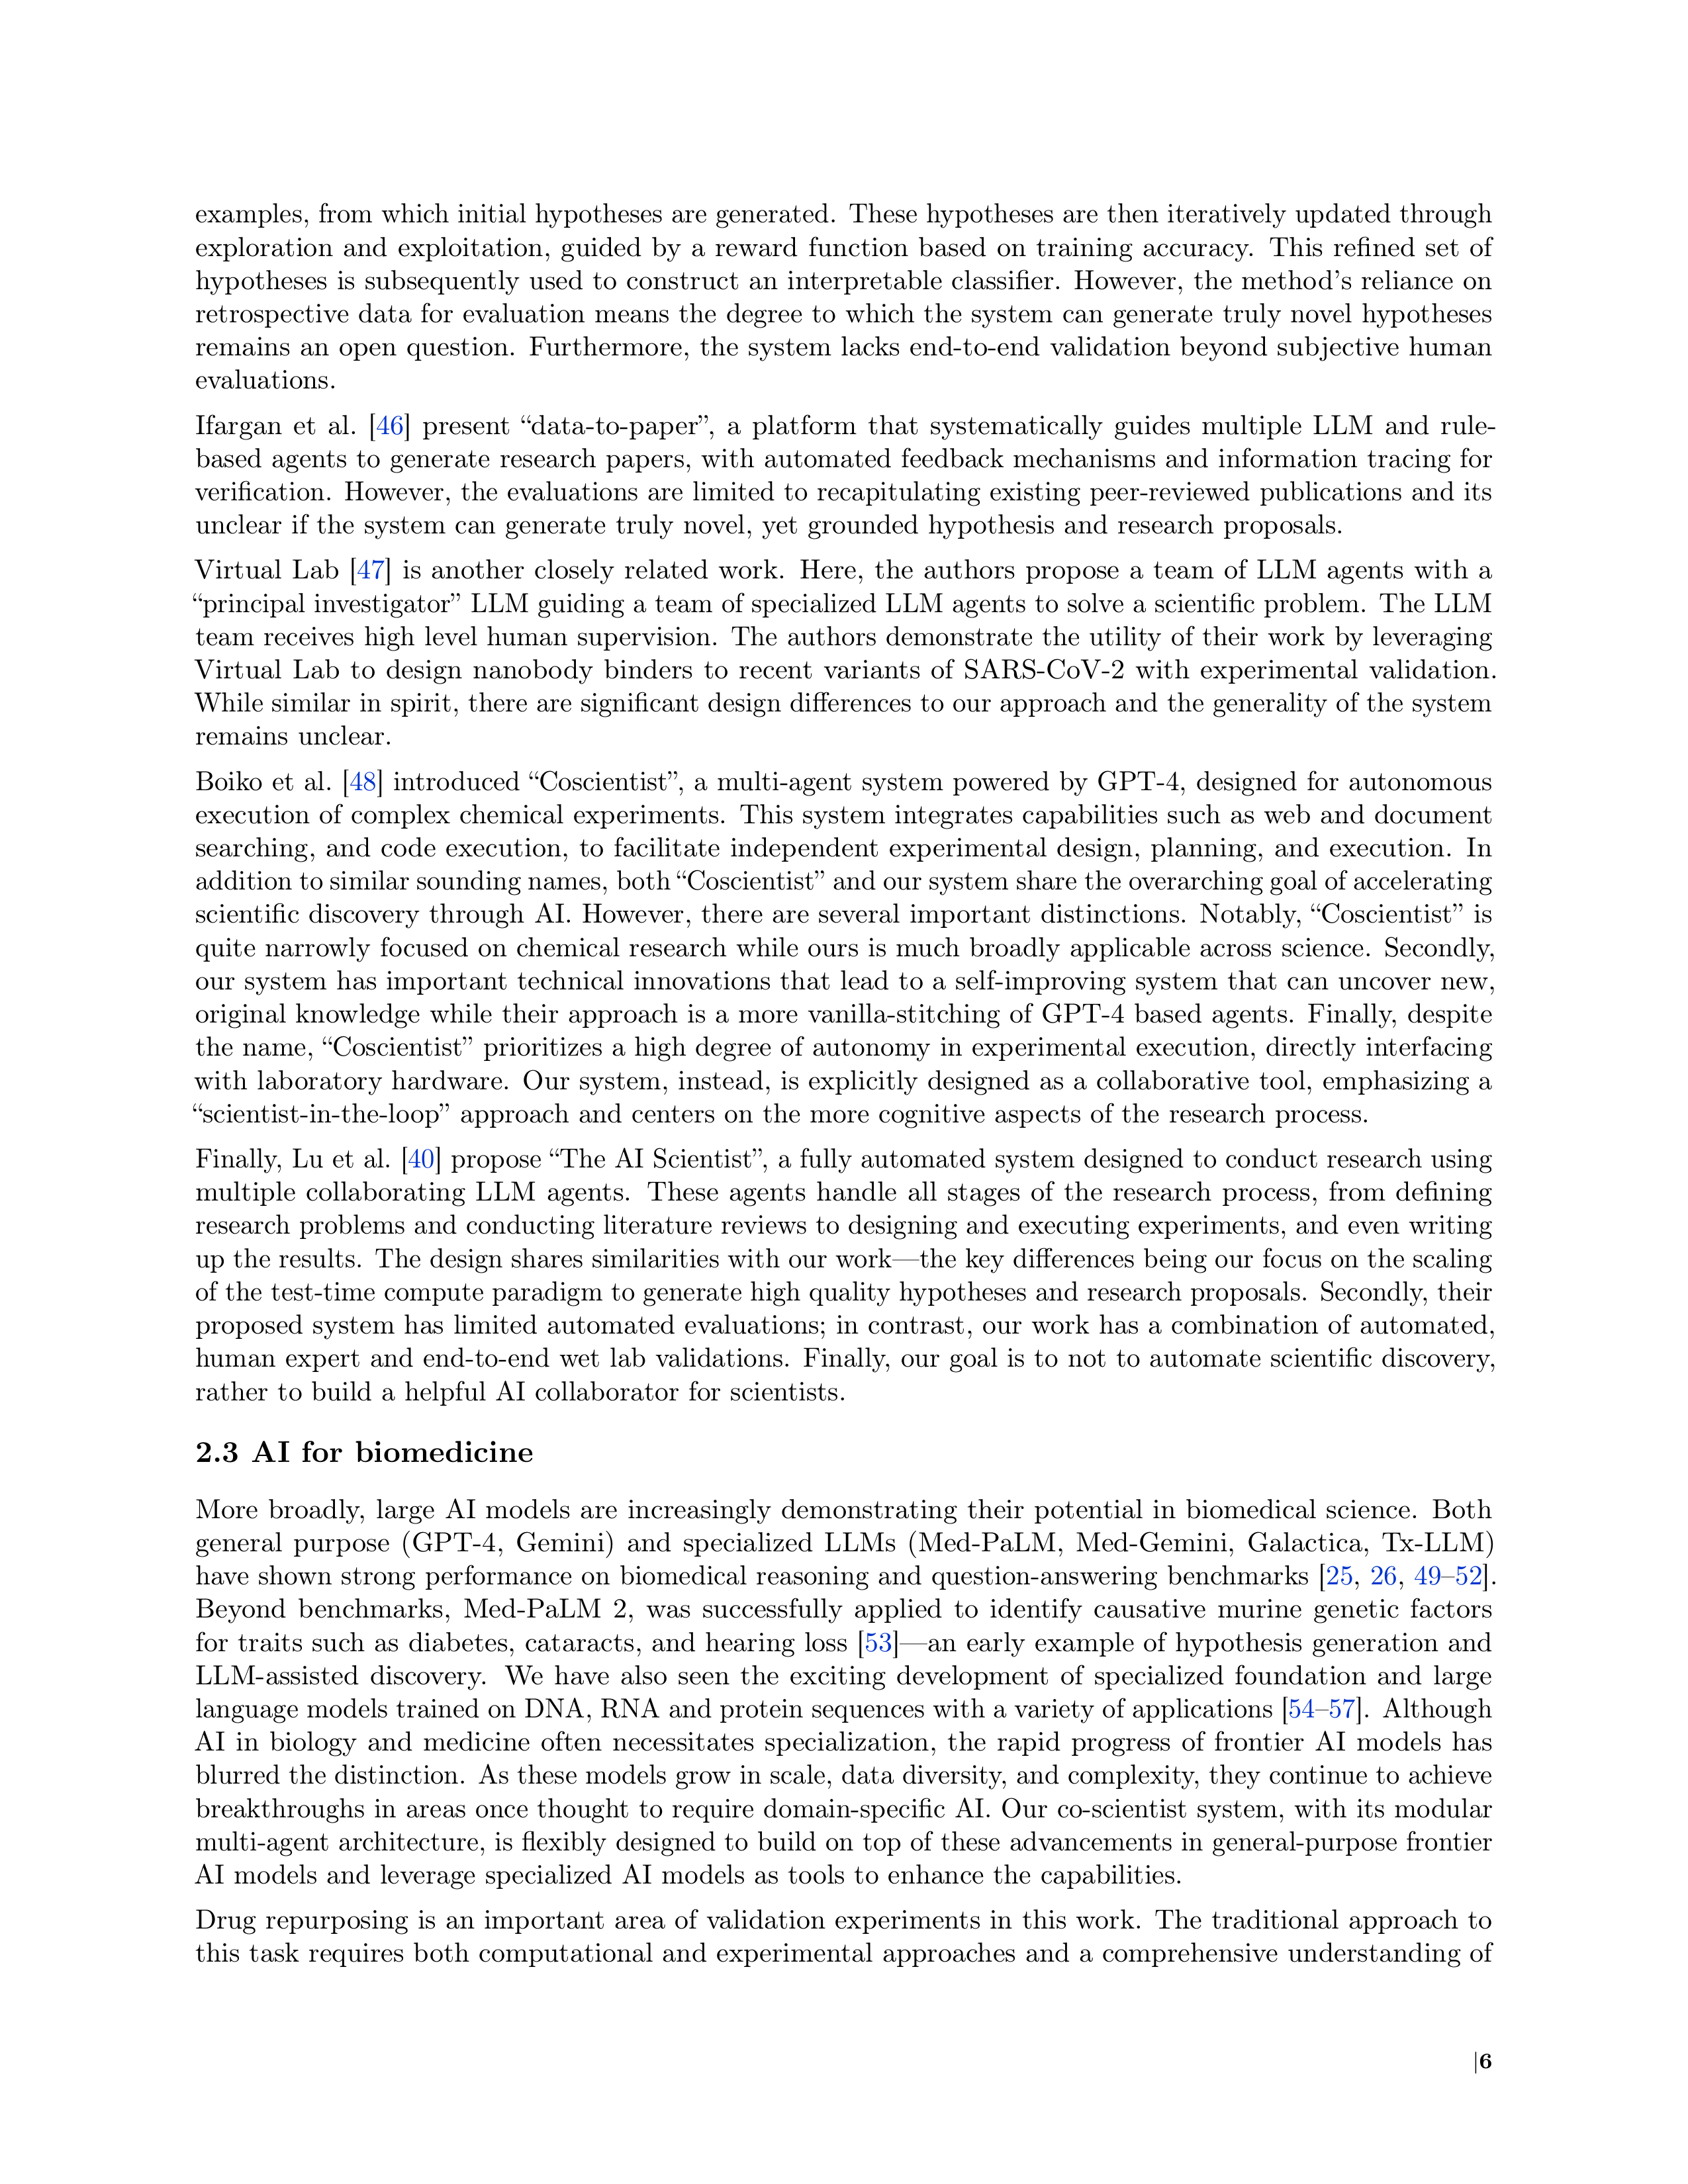 examples, from which initial hypotheses are generated. These hypotheses are then iteratively updated through
exploration and exploitation, guided by a reward function based on training accuracy. This refined set of
hypotheses is subsequently used to construct an interpretable classifier. However, the method's reliance on
retrospective data for evaluation means the degree to which the system can generate truly novel hypotheses
remains an open question. Furthermore, the system lacks end-to-end validation beyond subjective human
evaluations.
Ifargan et al. [46] present “data-to-paper”, a platform that systematically guides multiple LLM and rule-
based agents to generate research papers, with automated feedback mechanisms and information tracing for
verification. However, the evaluations are limited to recapitulating existing peer-reviewed publications and its
unclear if the system can generate truly novel, yet grounded hypothesis and research proposals.
Virtual Lab [47] is another closely related work. Here, the authors propose a team of LLM agents with a
“principal investigator” LLM guiding a team of specialized LLM agents to solve a scientific problem. The LLM
team receives high level human supervision. The authors demonstrate the utility of their work by leveraging
Virtual Lab to design nanobody binders to recent variants of SARS-CoV-2 with experimental validation.
While similar in spirit, there are significant design differences to our approach and the generality of the system
remains unclear.
Boiko et al. [48] introduced “Coscientist”, a multi-agent system powered by GPT-4, designed for autonomous
execution of complex chemical experiments. This system integrates capabilities such as web and document
searching, and code execution, to facilitate independent experimental design, planning, and execution. In
addition to similar sounding names, both “Coscientist” and our system share the overarching goal of accelerating
scientific discovery through AI. However, there are several important distinctions. Notably, “Coscientist” is
quite narrowly focused on chemical research while ours is much broadly applicable across science. Secondly,
our system has important technical innovations that lead to a self-improving system that can uncover new,
original knowledge while their approach is a more vanilla-stitching of GPT-4 based agents. Finally, despite
the name, “Coscientist” prioritizes a high degree of autonomy in experimental execution, directly interfacing
with laboratory hardware. Our system, instead, is explicitly designed as a collaborative tool, emphasizing a
“scientist-in-the-loop” approach and centers on the more cognitive aspects of the research process.
Finally, Lu et al. [40] propose “The AI Scientist”, a fully automated system designed to conduct research using
multiple collaborating LLM agents. These agents handle all stages of the research process, from defining
research problems and conducting literature reviews to designing and executing experiments, and even writing
up the results. The design shares similarities with our work—the key differences being our focus on the scaling
of the test-time compute paradigm to generate high quality hypotheses and research proposals. Secondly, their
proposed system has limited automated evaluations; in contrast, our work has a combination of automated,
human expert and end-to-end wet lab validations. Finally, our goal is to not to automate scientific discovery,
rather to build a helpful AI collaborator for scientists.
2.3 AI for biomedicine
More broadly, large AI models are increasingly demonstrating their potential in biomedical science. Both
general purpose (GPT-4, Gemini) and specialized LLMs (Med-PaLM, Med-Gemini, Galactica, Tx-LLM)
have shown strong performance on biomedical reasoning and question-answering benchmarks [25, 26, 49–52].
Beyond benchmarks, Med-PaLM 2, was successfully applied to identify causative murine genetic factors
for traits such as diabetes, cataracts, and hearing loss [53]—an early example of hypothesis generation and
LLM-assisted discovery. We have also seen the exciting development of specialized foundation and large
language models trained on DNA, RNA and protein sequences with a variety of applications [54–57]. Although
AI in biology and medicine often necessitates specialization, the rapid progress of frontier AI models has
blurred the distinction. As these models grow in scale, data diversity, and complexity, they continue to achieve
breakthroughs in areas once thought to require domain-specific AI. Our co-scientist system, with its modular
multi-agent architecture, is flexibly designed to build on top of these advancements in general-purpose frontier
AI models and leverage specialized AI models as tools to enhance the capabilities.
Drug repurposing is an important area of validation experiments in this work. The traditional approach to
this task requires both computational and experimental approaches and a comprehensive understanding of
|6